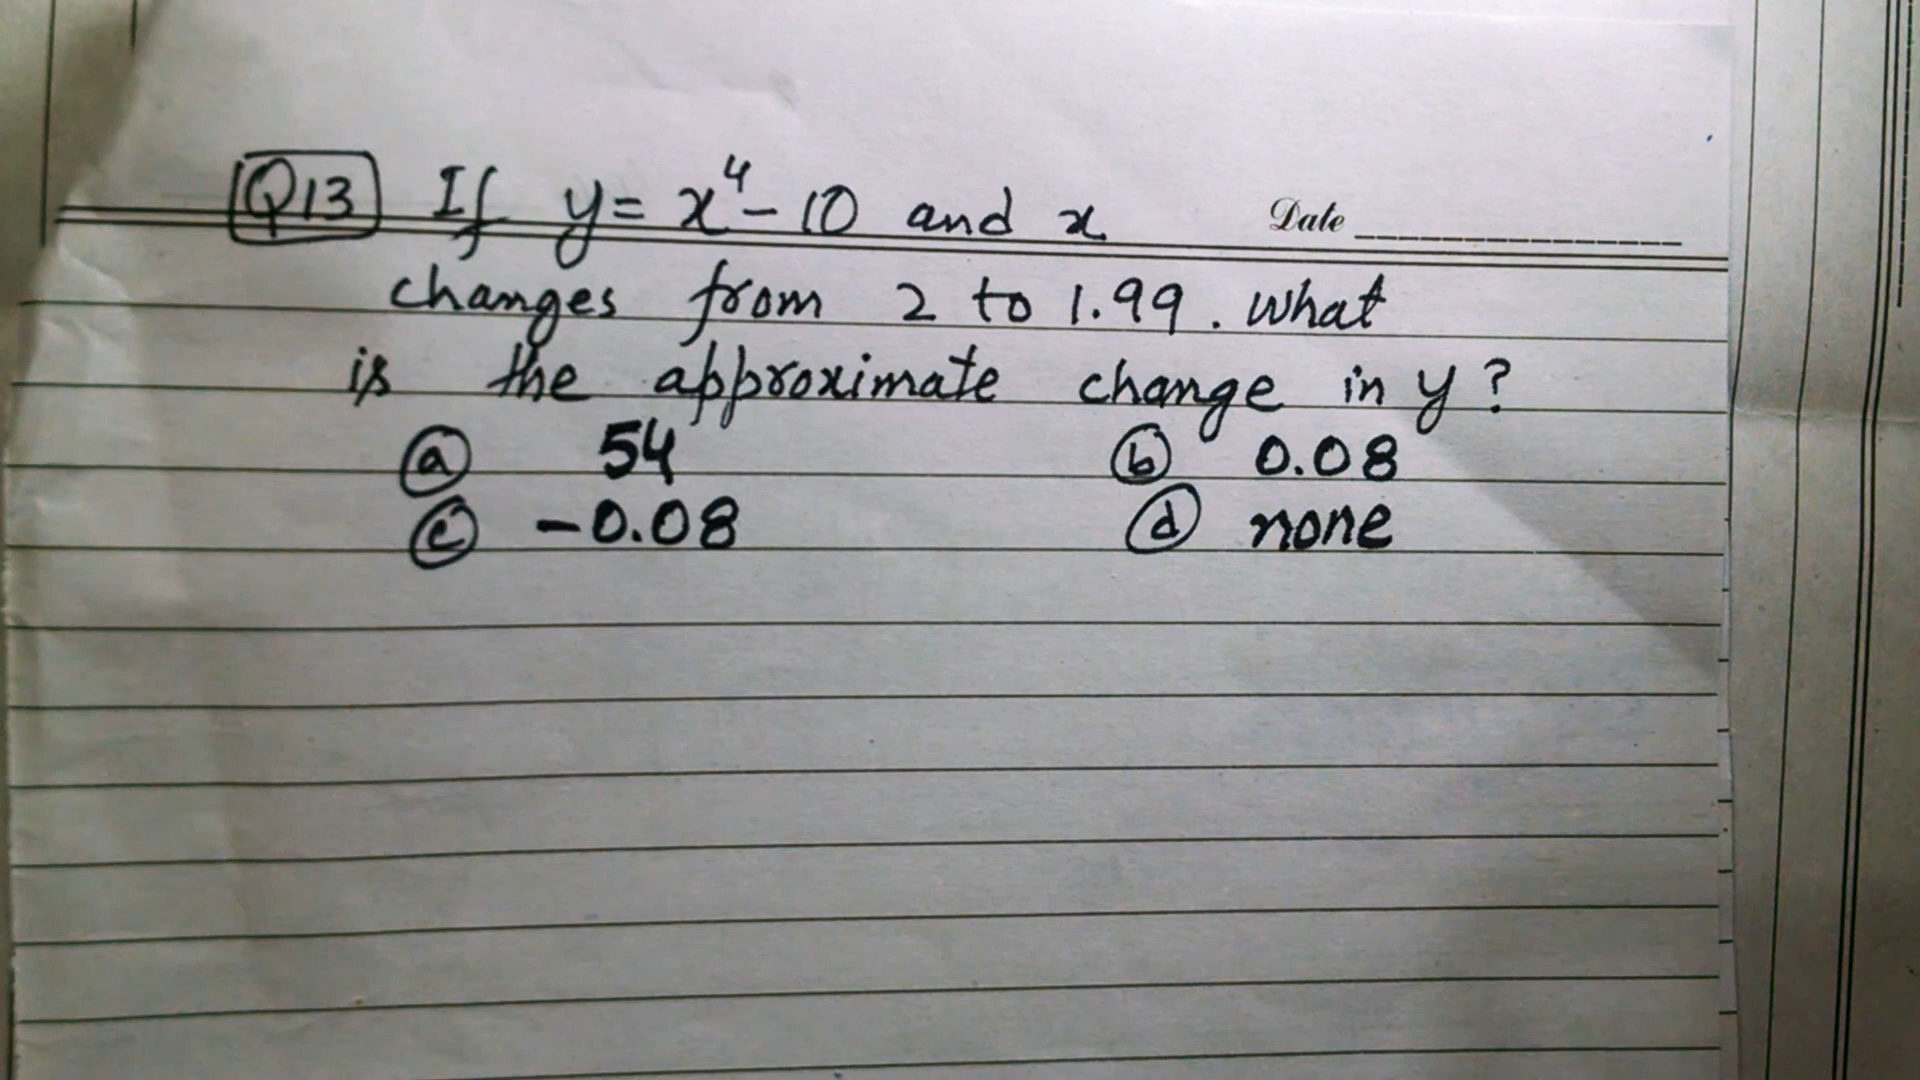 Q13 If y = x⁴ - 10 and x
Date
changes from 2 to 1.99. what
is the approximate change in y?
ⓐ 54 ⓑ 0.08
ⓒ -0.08 ⓓ none